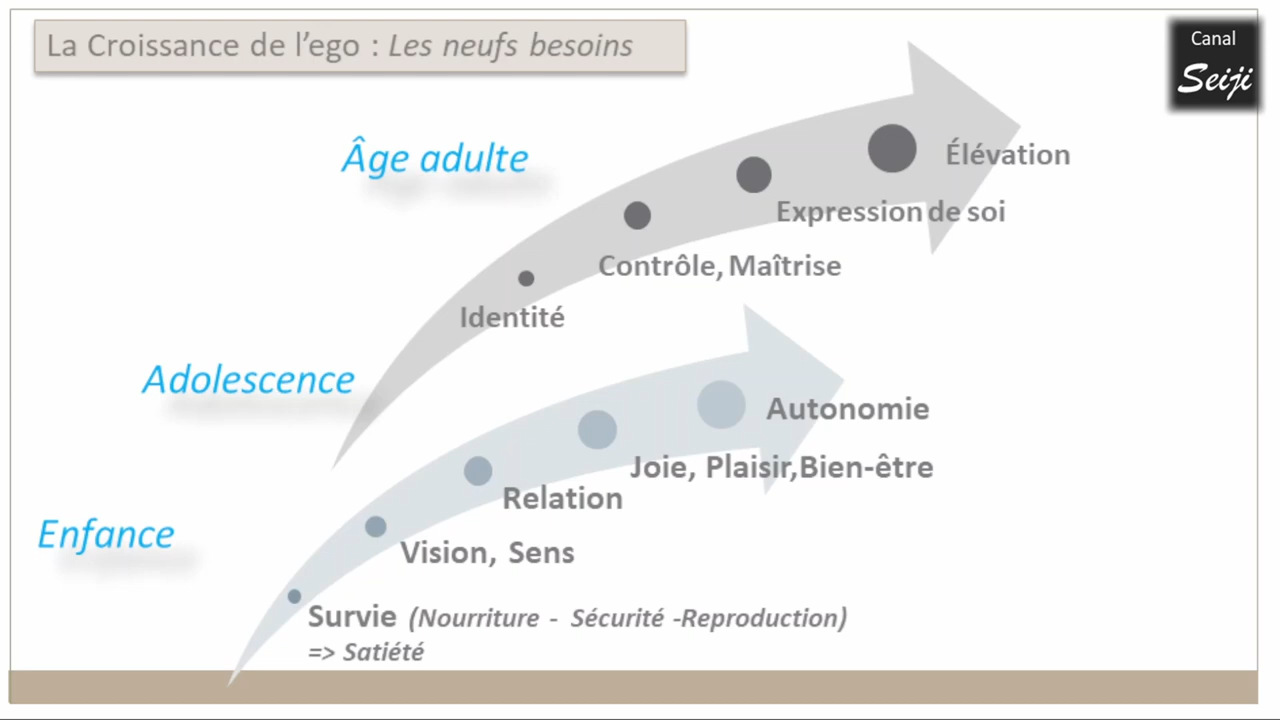 La Croissance de l'ego : Les neufs besoins
Canal
Seiji
Âge adulte
Élévation
Expression de soi
Contrôle, Maîtrise
Identité
Adolescence
Autonomie
Joie, Plaisir,Bien-être
Relation
Enfance
Vision, Sens
Survie (Nourriture - Sécurité -Reproduction)
=> Satiété